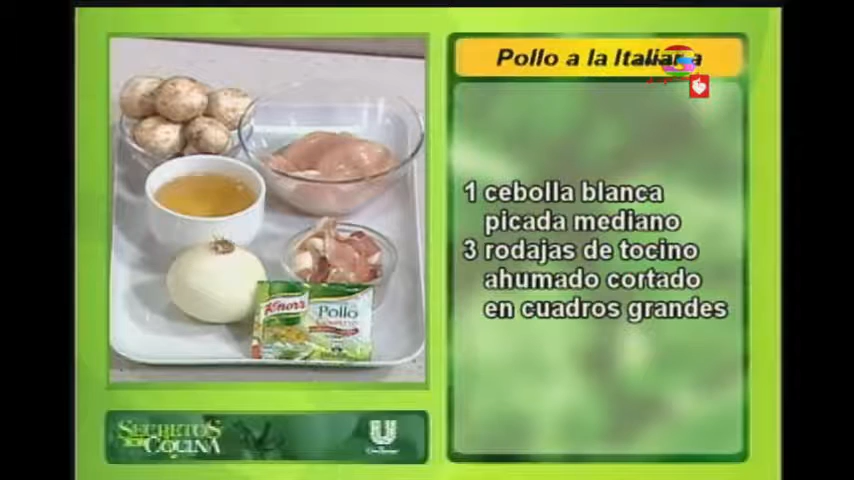 Pollo a la Italiana
1 cebolla blanca
picada mediano
3 rodajas de tocino
ahumado cortado
en cuadros grandes
Knorr
Pollo
SECRETOS
COCINA